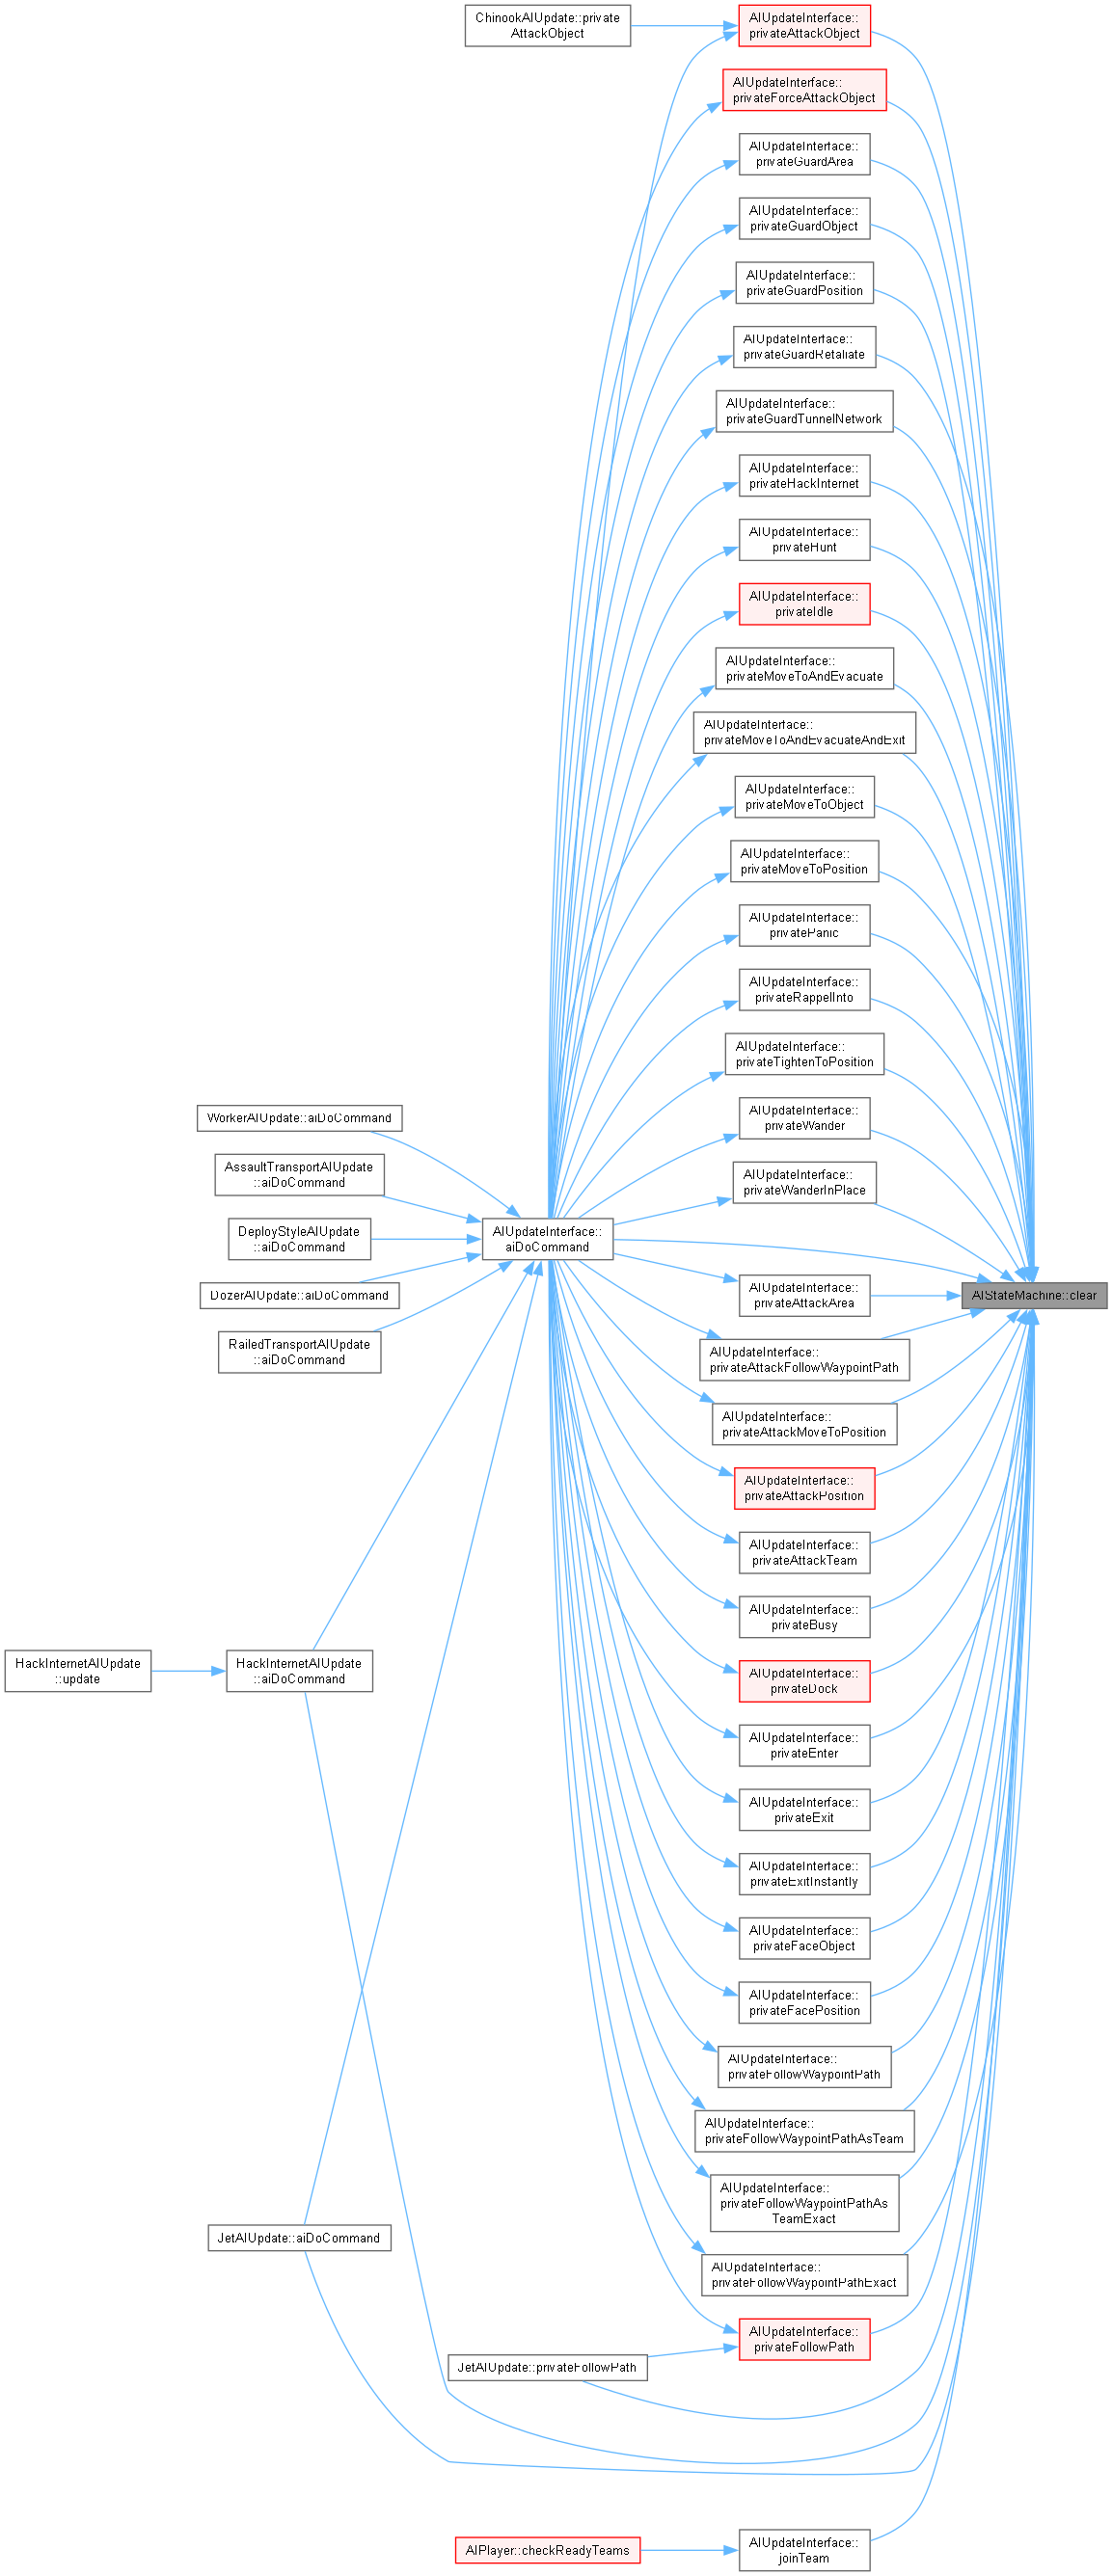 ChinookAIUpdate::private
AttackObject
AIUpdateInterface::
privateAttackObject
AIUpdateInterface::
privateForceAttackObject
AIUpdateInterface::
privateGuardArea
AIUpdateInterface::
privateGuardObject
AIUpdateInterface::
privateGuardPosition
AIUpdateInterface::
privateGuardRetaliate
AIUpdateInterface::
privateGuardTunnelNetwork
AIUpdateInterface::
privateHackInternet
AIUpdateInterface::
privateHunt
AIUpdateInterface::
privateIdle
AIUpdateInterface::
privateMoveToAndEvacuate
AIUpdateInterface::
privateMoveToAndEvacuateAndExit
AIUpdateInterface::
privateMoveToObject
AIUpdateInterface::
privateMoveToPosition
AIUpdateInterface::
privatePanic
AIUpdateInterface::
privateRappelInto
AIUpdateInterface::
privateTightenToPosition
AIUpdateInterface::
privateWander
AIUpdateInterface::
privateWanderInPlace
WorkerAIUpdate::aiDoCommand
AssaultTransportAIUpdate
::aiDoCommand
DeployStyleAIUpdate
::aiDoCommand
DozerAIUpdate::aiDoCommand
RailedTransportAIUpdate
::aiDoCommand
AIUpdateInterface::
aiDoCommand
AIStateMachine::clear
AIUpdateInterface::
privateAttackArea
AIUpdateInterface::
privateAttackFollowWaypointPath
AIUpdateInterface::
privateAttackMoveToPosition
AIUpdateInterface::
privateAttackPosition
AIUpdateInterface::
privateAttackTeam
AIUpdateInterface::
privateBusy
HackInternetAIUpdate
::update
HackInternetAIUpdate
::aiDoCommand
AIUpdateInterface::
privateDock
AIUpdateInterface::
privateEnter
AIUpdateInterface::
privateExit
AIUpdateInterface::
privateExitInstantly
AIUpdateInterface::
privateFaceObject
AIUpdateInterface::
privateFacePosition
AIUpdateInterface::
privateFollowWaypointPath
AIUpdateInterface::
privateFollowWaypointPathAsTeam
AIUpdateInterface::
privateFollowWaypointPathAs
TeamExact
JetAIUpdate::aiDoCommand
AIUpdateInterface::
privateFollowWaypointPathExact
AIUpdateInterface::
privateFollowPath
JetAIUpdate::privateFollowPath
AIPlayer::checkReadyTeams
AIUpdateInterface::
joinTeam